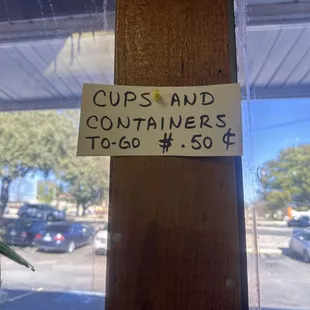 CUPS AND
CONTAINERS
TO-GO #.50 ¢